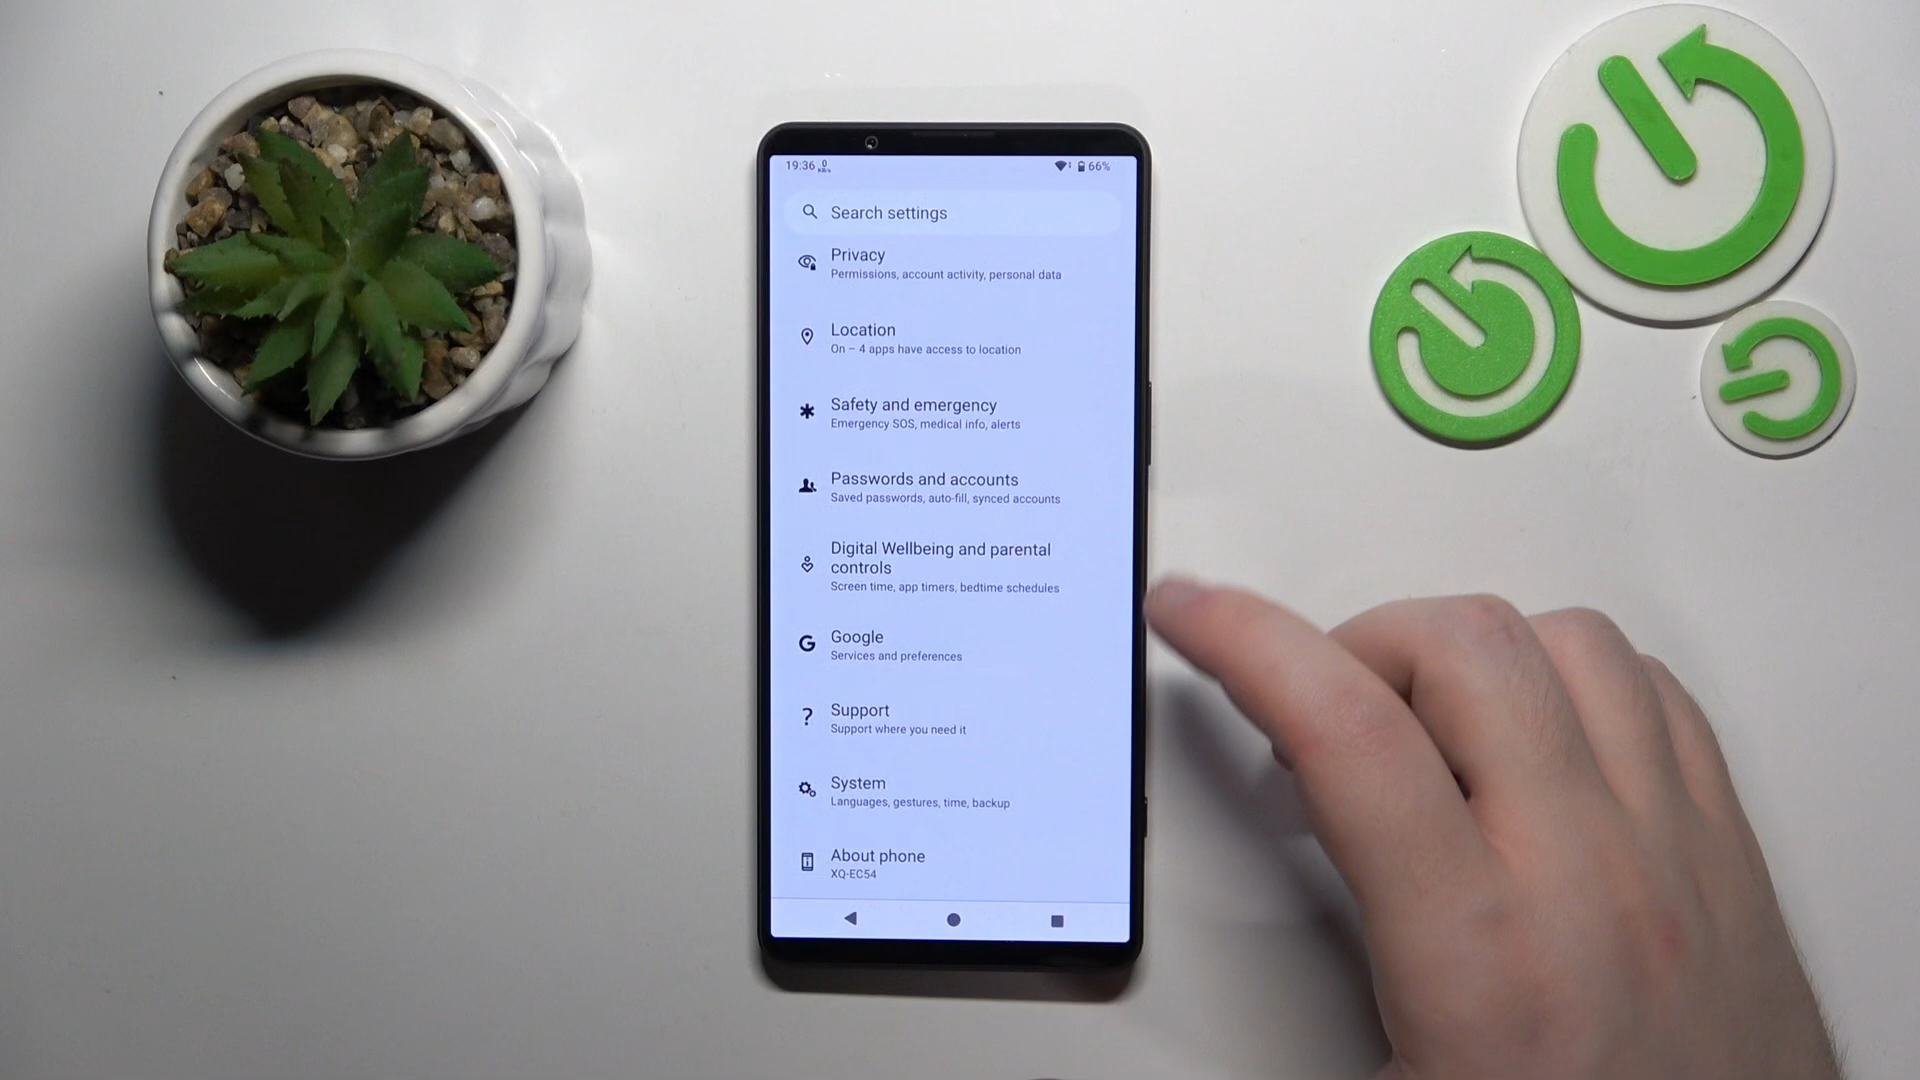 19:36 0
KB/s
66%
Search settings
Privacy
Permissions, account activity, personal data
Location
On – 4 apps have access to location
Safety and emergency
Emergency SOS, medical info, alerts
Passwords and accounts
Saved passwords, auto-fill, synced accounts
Digital Wellbeing and parental
controls
Screen time, app timers, bedtime schedules
Google
Services and preferences
Support
Support where you need it
System
Languages, gestures, time, backup
About phone
XQ-EC54